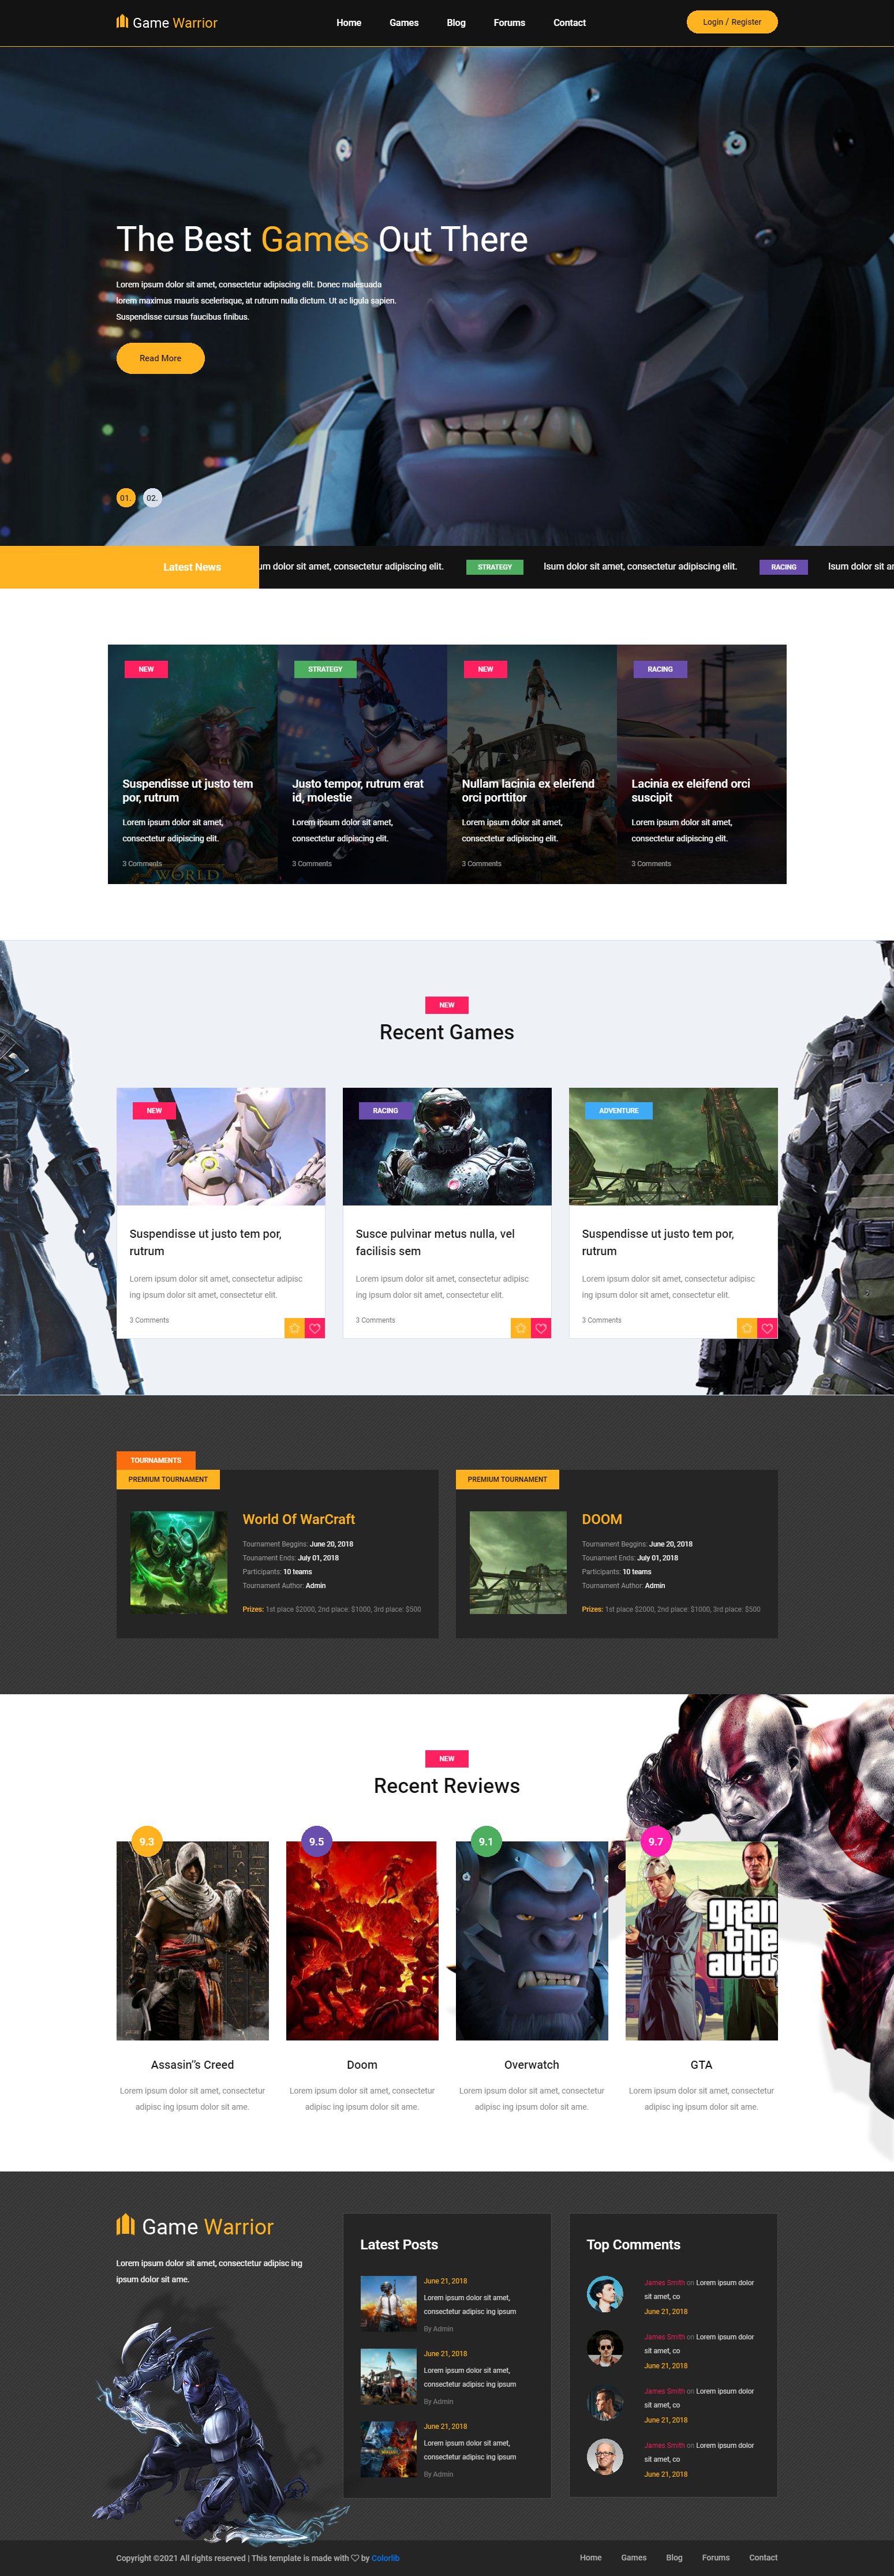 Game Warrior
Home Games Blog Forums Contact
Login / Register
The Best Games Out There
Lorem ipsum dolor sit amet, consectetur adipiscing elit. Donec malesuada
lorem maximus mauris scelerisque, at rutrum nulla dictum. Ut ac ligula sapien.
Suspendisse cursus faucibus finibus.
Read More
01. 02.
Latest News
um dolor sit amet, consectetur adipiscing elit.
STRATEGY
Isum dolor sit amet, consectetur adipiscing elit.
RACING
Isum dolor sit
NEW
Suspendisse ut justo tem
por, rutrum
Lorem ipsum dolor sit amet,
consectetur adipiscing elit.
3 Comments
WORLD
STRATEGY
Justo tempor, rutrum erat
id, molestie
Lorem ipsum dolor sit amet,
consectetur adipiscing elit.
3 Comments
NEW
Nullam lacinia ex eleifend
orci porttitor
Lorem ipsum dolor sit amet,
consectetur adipiscing elit.
3 Comments
RACING
Lacinia ex eleifend orci
suscipit
Lorem ipsum dolor sit amet,
consectetur adipiscing elit.
3 Comments
NEW
Recent Games
NEW
Suspendisse ut justo tem por,
rutrum
Lorem ipsum dolor sit amet, consectetur adipisc
ing ipsum dolor sit amet, consectetur elit.
3 Comments
RACING
Susce pulvinar metus nulla, vel
facilisis sem
Lorem ipsum dolor sit amet, consectetur adipisc
ing ipsum dolor sit amet, consectetur elit.
3 Comments
ADVENTURE
Suspendisse ut justo tem por,
rutrum
Lorem ipsum dolor sit amet, consectetur adipisc
ing ipsum dolor sit amet, consectetur elit.
3 Comments
TOURNAMENTS
PREMIUM TOURNAMENT
World Of WarCraft
Tournament Beggins: June 20, 2018
Tounament Ends: July 01, 2018
Participants: 10 teams
Tournament Author: Admin
Prizes: 1st place $2000, 2nd place: $1000, 3rd place: $500
PREMIUM TOURNAMENT
DOOM
Tournament Beggins: June 20, 2018
Tounament Ends: July 01, 2018
Participants: 10 teams
Tournament Author: Admin
Prizes: 1st place $2000, 2nd place: $1000, 3rd place: $500
NEW
Recent Reviews
9.3
Assasin''s Creed
Lorem ipsum dolor sit amet, consectetur
adipisc ing ipsum dolor sit ame.
9.5
Doom
Lorem ipsum dolor sit amet, consectetur
adipisc ing ipsum dolor sit ame.
9.1
Overwatch
Lorem ipsum dolor sit amet, consectetur
adipisc ing ipsum dolor sit ame.
9.7
gran
the
auto
GTA
Lorem ipsum dolor sit amet, consectetur
adipisc ing ipsum dolor sit ame.
Game Warrior
Lorem ipsum dolor sit amet, consectetur adipisc ing
ipsum dolor sit ame.
Latest Posts
June 21, 2018
Lorem ipsum dolor sit amet,
consectetur adipisc ing ipsum
By Admin
June 21, 2018
Lorem ipsum dolor sit amet,
consectetur adipisc ing ipsum
By Admin
June 21, 2018
Lorem ipsum dolor sit amet,
consectetur adipisc ing ipsum
By Admin
Top Comments
James Smith on Lorem ipsum dolor
sit amet, co
June 21, 2018
James Smith on Lorem ipsum dolor
sit amet, co
June 21, 2018
James Smith on Lorem ipsum dolor
sit amet, co
June 21, 2018
James Smith on Lorem ipsum dolor
sit amet, co
June 21, 2018
Copyright ©2021 All rights reserved | This template is made with ♡ by Colorlib
Home Games Blog Forums Contact